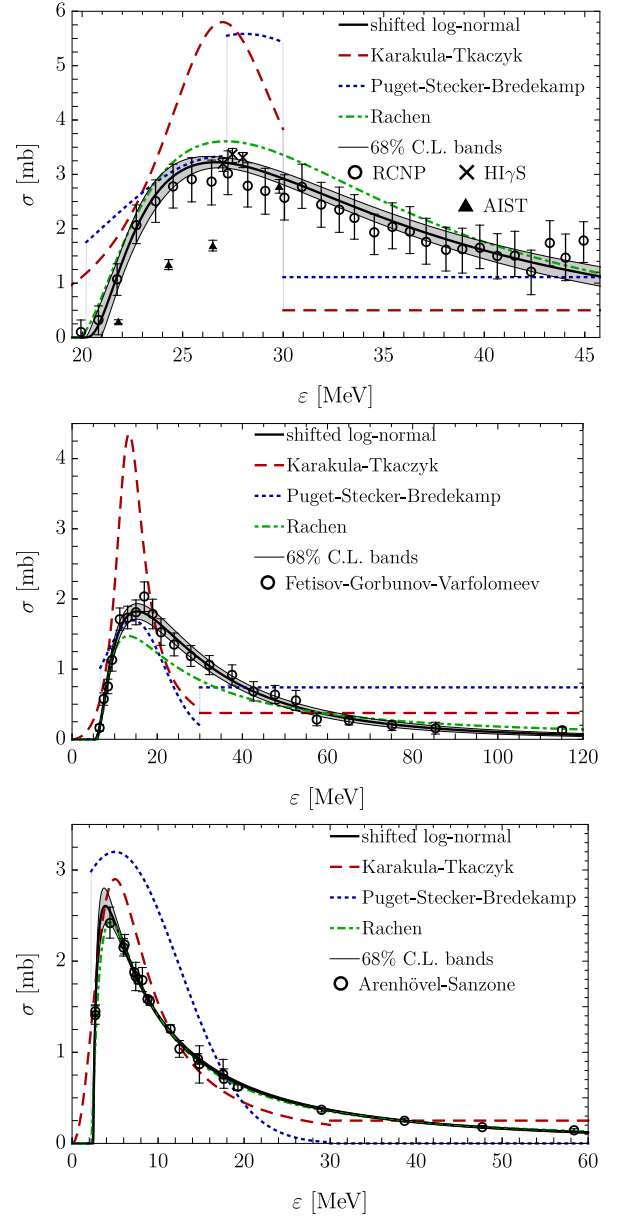 shifted log-normal
Karakula-Tkaczyk
Puget-Stecker-Bredekamp
Rachen
68% C.L. bands
RCNP HIγS
AIST
σ [mb]
0 1 2 3 4 5 6
20 25 30 35 40 45
ε [MeV]
shifted log-normal
Karakula-Tkaczyk
Puget-Stecker-Bredekamp
Rachen
68% C.L. bands
Fetisov-Gorbunov-Varfolomeev
σ [mb]
0 1 2 3 4
0 20 40 60 80 100 120
ε [MeV]
shifted log-normal
Karakula-Tkaczyk
Puget-Stecker-Bredekamp
Rachen
68% C.L. bands
Arenhövel-Sanzone
σ [mb]
0 1 2 3
0 10 20 30 40 50 60
ε [MeV]